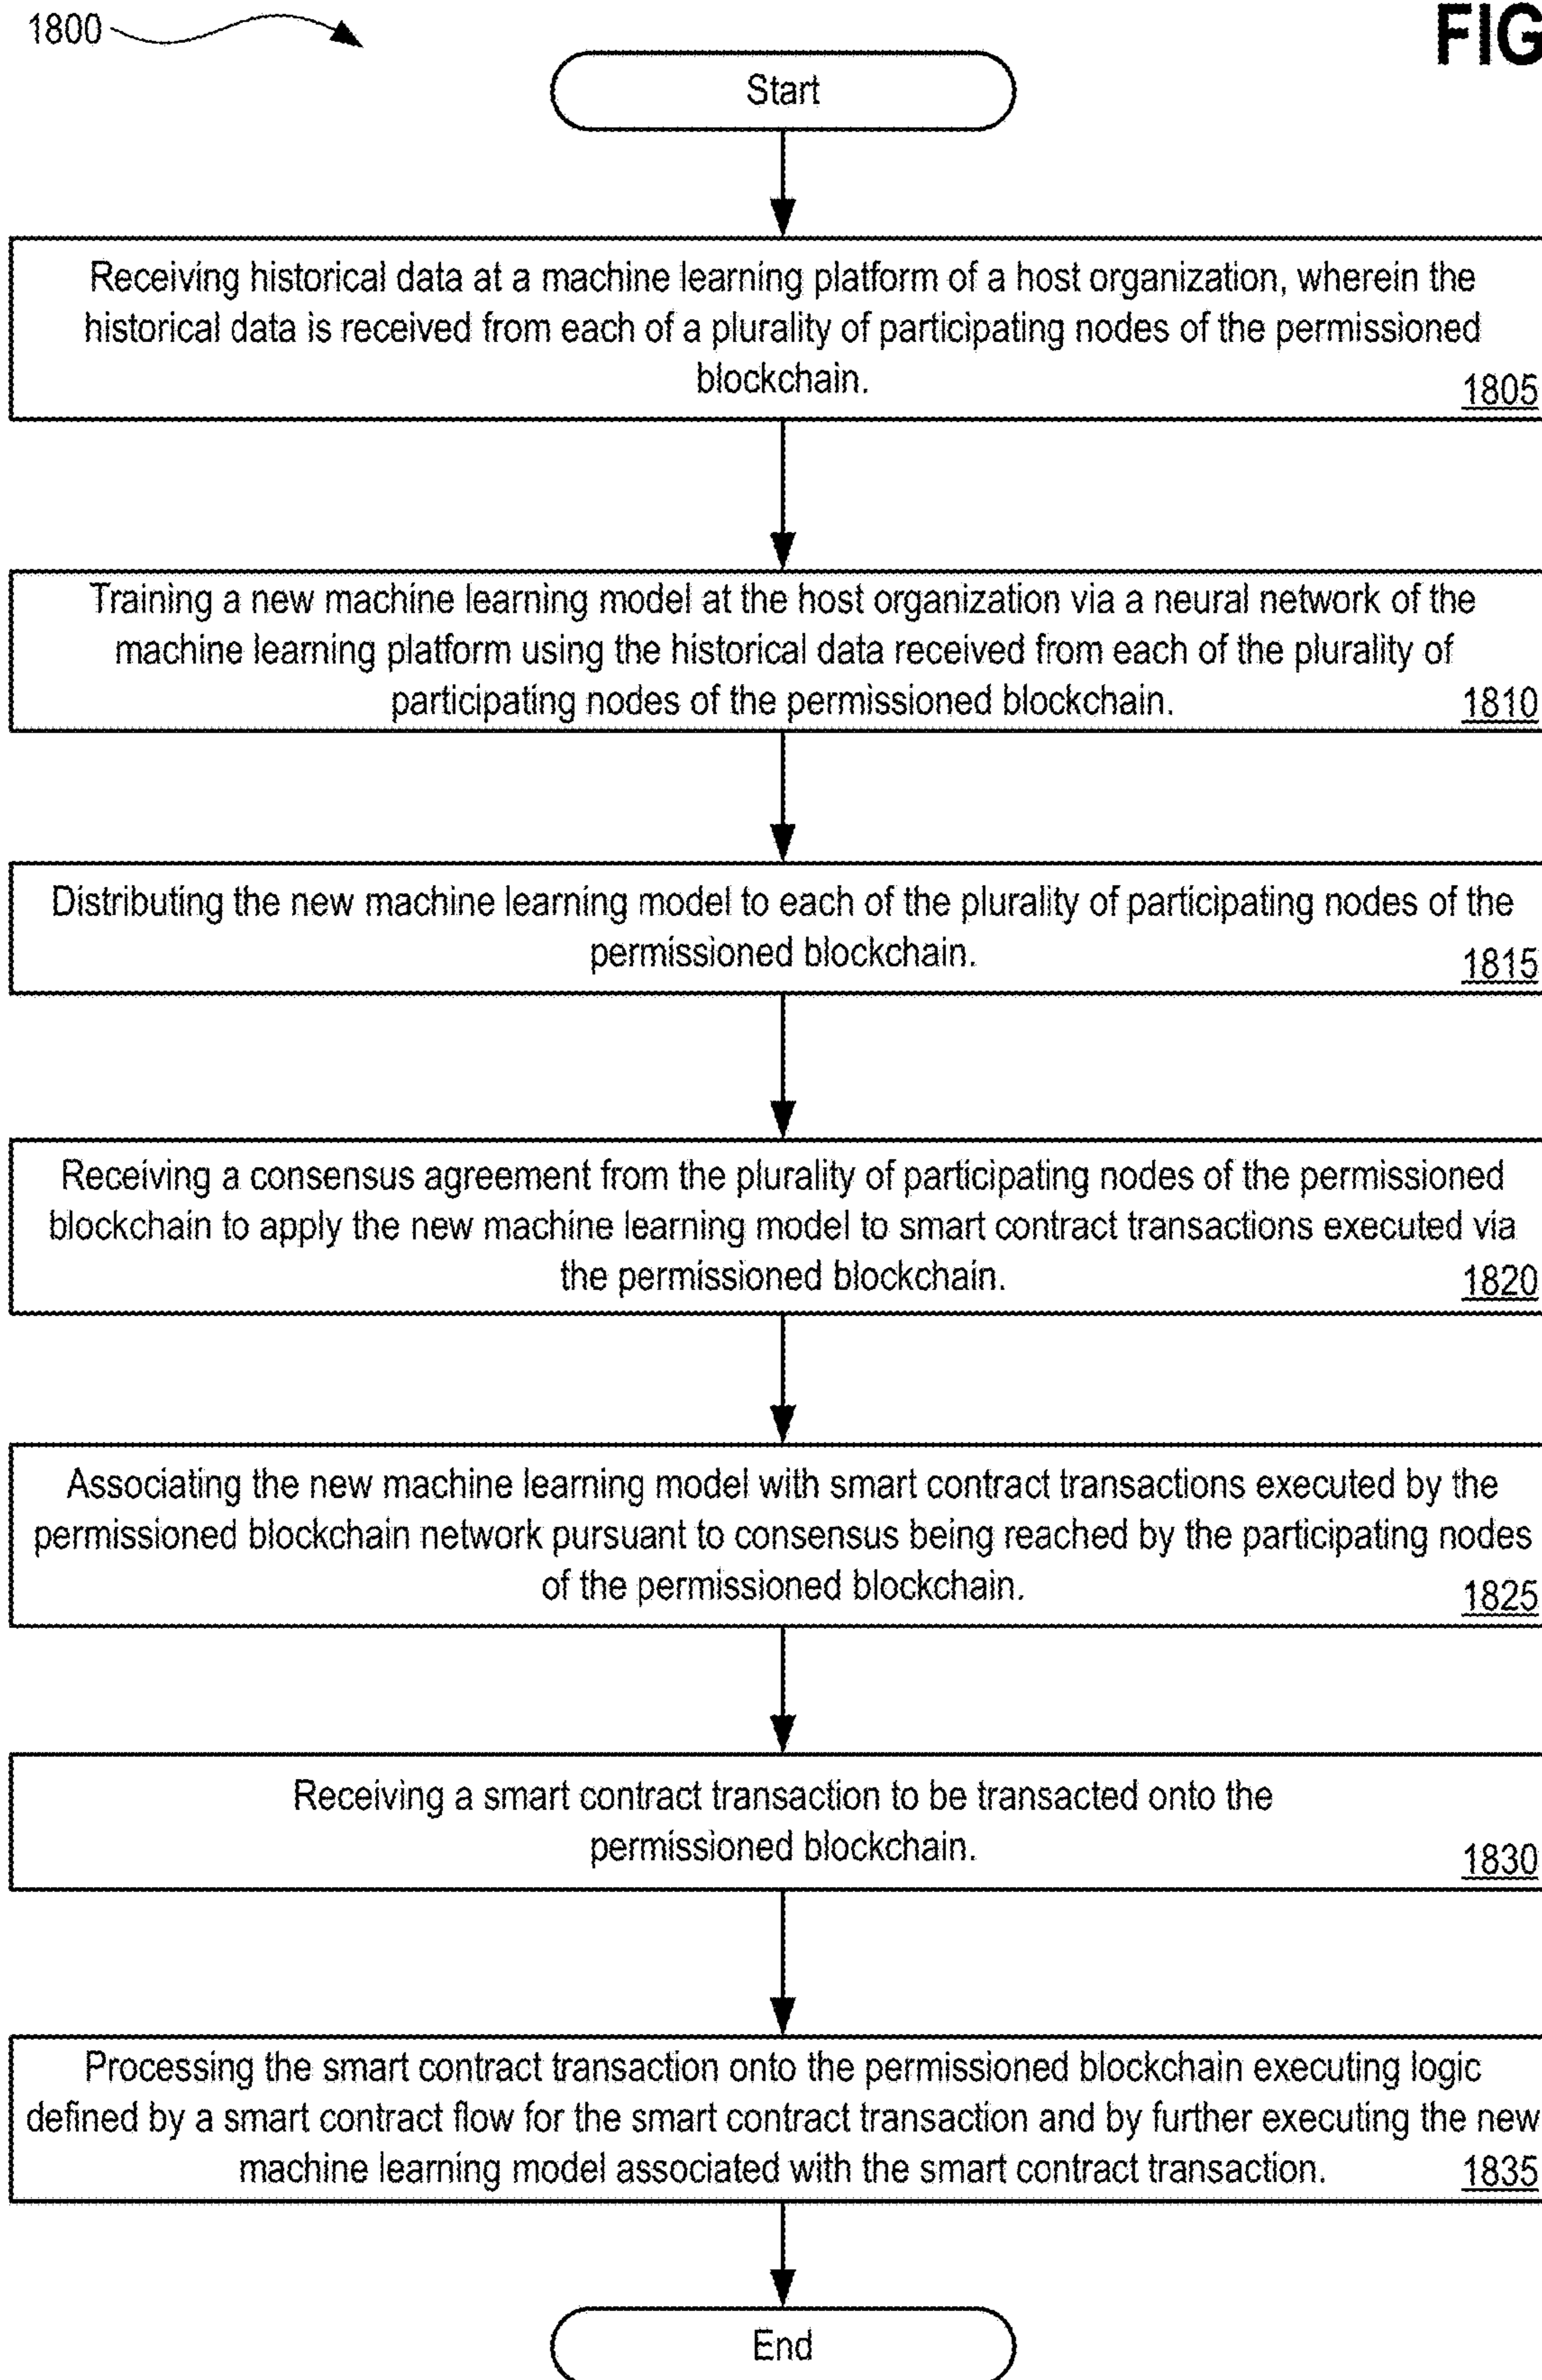 1800
FIG
Start
Receiving historical data at a machine learning platform of a host organization, wherein the
historical data is received from each of a plurality of participating nodes of the permissioned
blockchain.
1805
Training a new machine learning model at the host organization via a neural network of the
machine learning platform using the historical data received from each of the plurality of
participating nodes of the permissioned blockchain.
1810
Distributing the new machine learning model to each of the plurality of participating nodes of the
permissioned blockchain.
1815
Receiving a consensus agreement from the plurality of participating nodes of the permissioned
blockchain to apply the new machine learning model to smart contract transactions executed via
the permissioned blockchain.
1820
Associating the new machine learning model with smart contract transactions executed by the
permissioned blockchain network pursuant to consensus being reached by the participating nodes
of the permissioned blockchain.
1825
Receiving a smart contract transaction to be transacted onto the
permissioned blockchain.
1830
Processing the smart contract transaction onto the permissioned blockchain executing logic
defined by a smart contract flow for the smart contract transaction and by further executing the new
machine learning model associated with the smart contract transaction.
1835
End